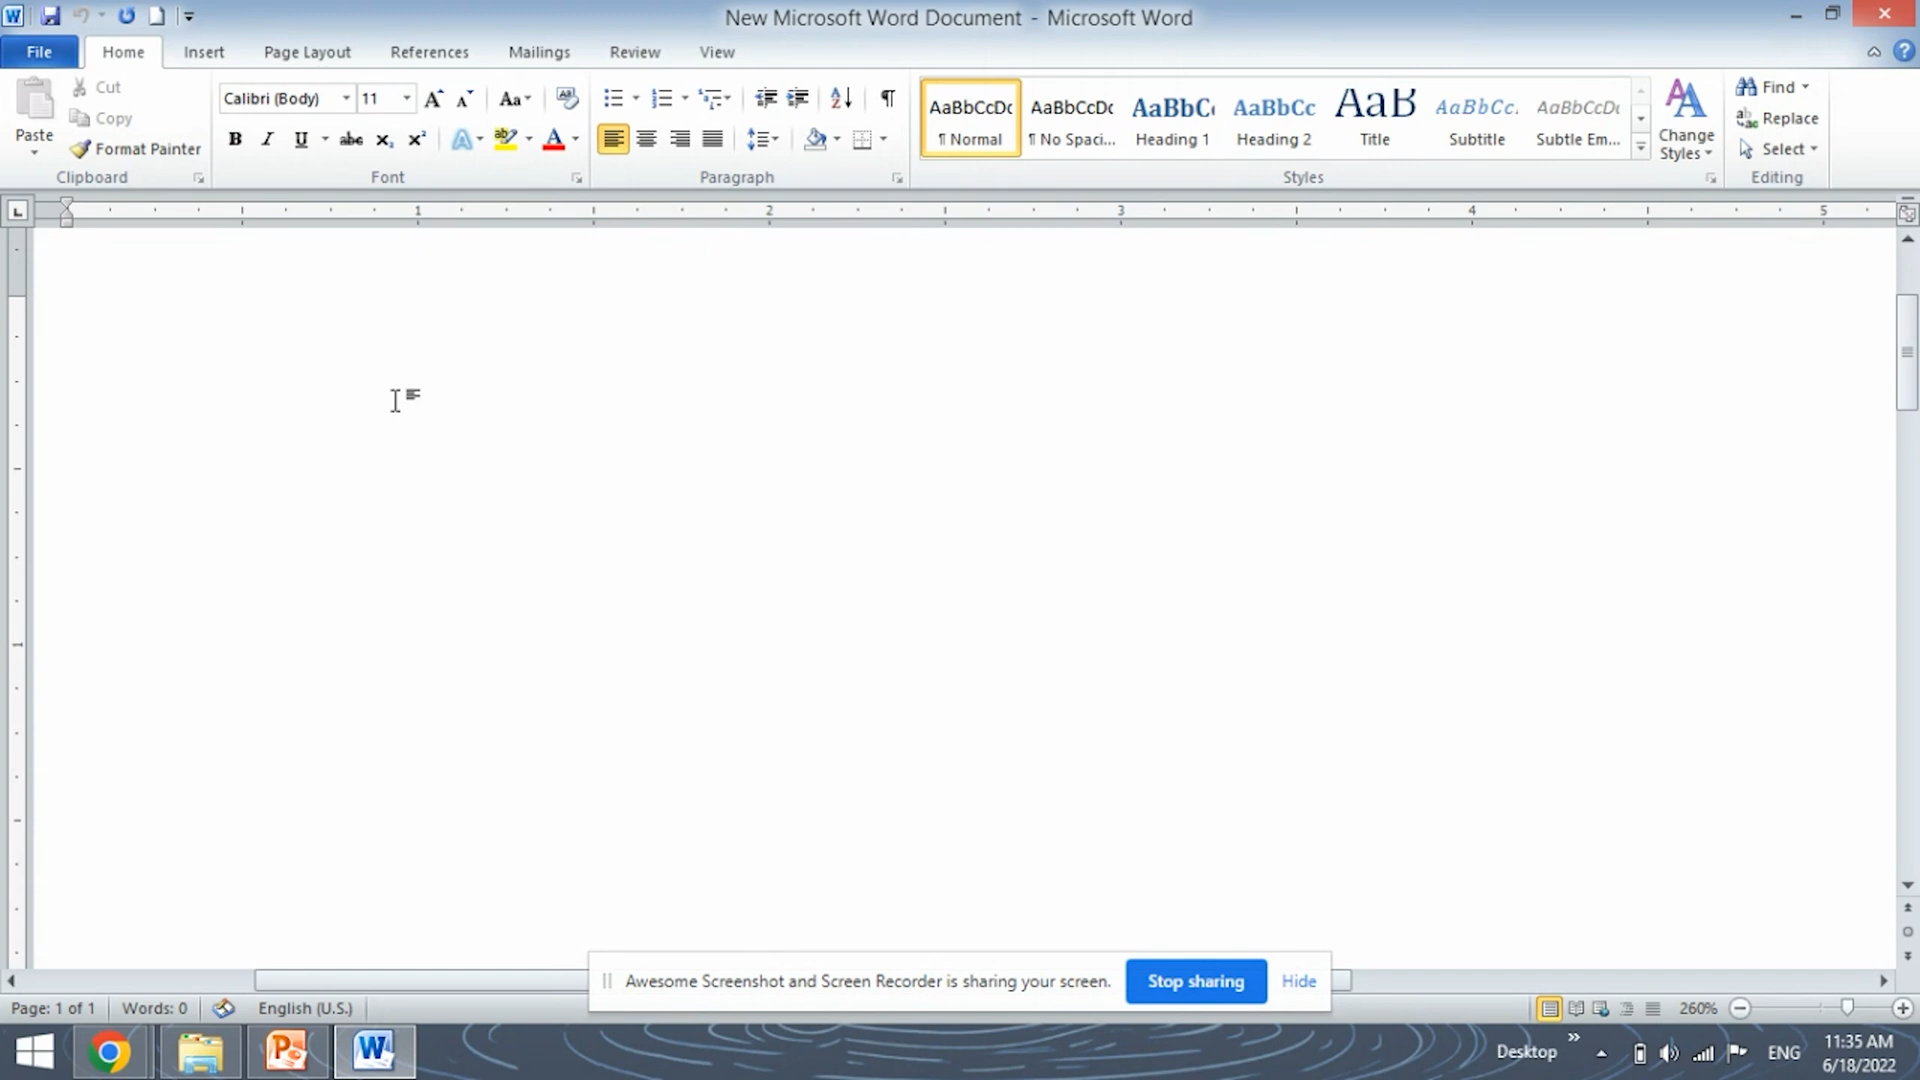 New Microsoft Word Document - Microsoft Word
File Home Insert Page Layout References Mailings Review View
Paste
Cut
Copy
Format Painter
Clipboard
Calibri (Body) 11
Font
Paragraph
AaBbCcDc AaBbCcDc AaBbC AaBbCc AaB AaBbCc. AaBbCcDc
¶ Normal ¶ No Spaci... Heading 1 Heading 2 Title Subtitle Subtle Em...
Styles
Change Styles
Find
Replace
Select
Editing
1 2 3 4 5
Awesome Screenshot and Screen Recorder is sharing your screen. Stop sharing Hide
Page: 1 of 1 Words: 0 English (U.S.) 260%
Desktop ENG 11:35 AM
6/18/2022